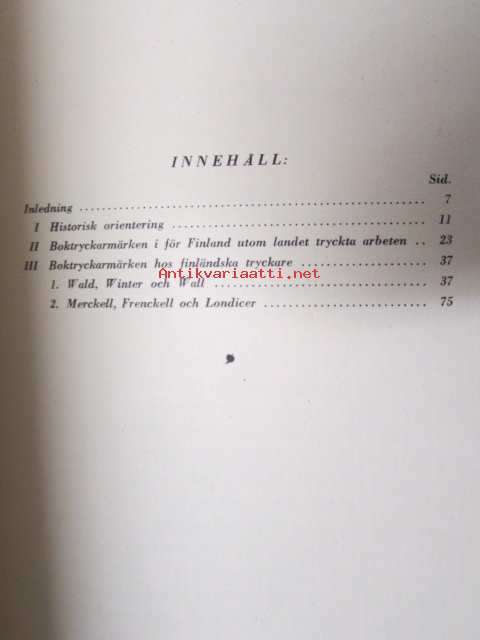 INNEHÅLL:
Sid.
Inledning 7
I Historisk orientering 11
II Boktryckarmärken i för Finland utom landet tryckta arbeten .. 23
III Boktryckarmärken hos finländska tryckare 37
Antikvariaatti.net
1. Wald, Winter och Wall 37
2. Merckell, Frenckell och Londicer 75